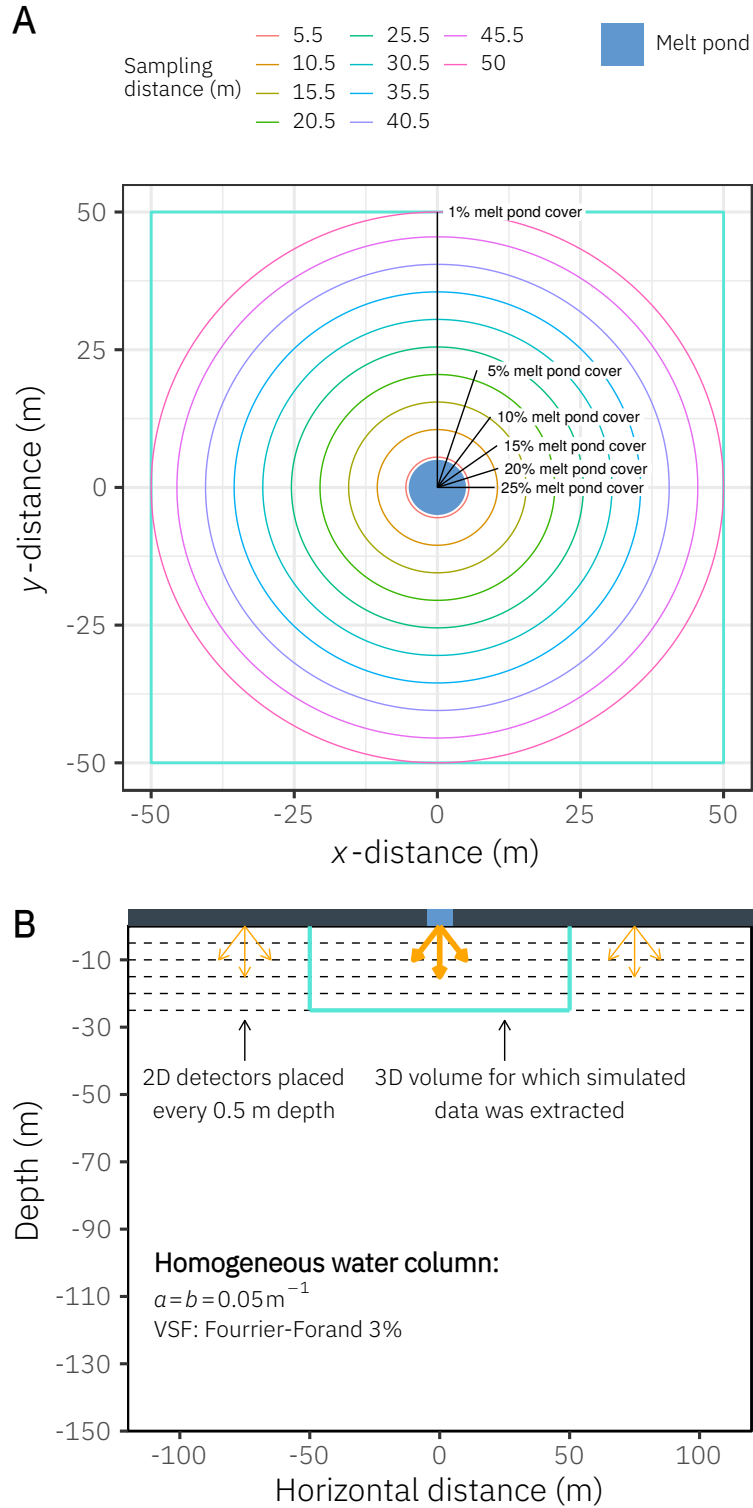 A
Sampling
distance (m)
5.5
10.5
15.5
20.5
25.5
30.5
35.5
40.5
45.5
50
Melt pond
50
25
0
-25
-50
y-distance (m)
1% melt pond cover
5% melt pond cover
10% melt pond cover
15% melt pond cover
20% melt pond cover
25% melt pond cover
-50
-25
0
25
50
x-distance (m)
B
-10
-30
-50
-70
-90
-110
-130
-150
Depth (m)
2D detectors placed
every 0.5 m depth
3D volume for which simulated
data was extracted
Homogeneous water column:
a=b=0.05m⁻¹
VSF: Fourrier-Forand 3%
-100
-50
0
50
100
Horizontal distance (m)